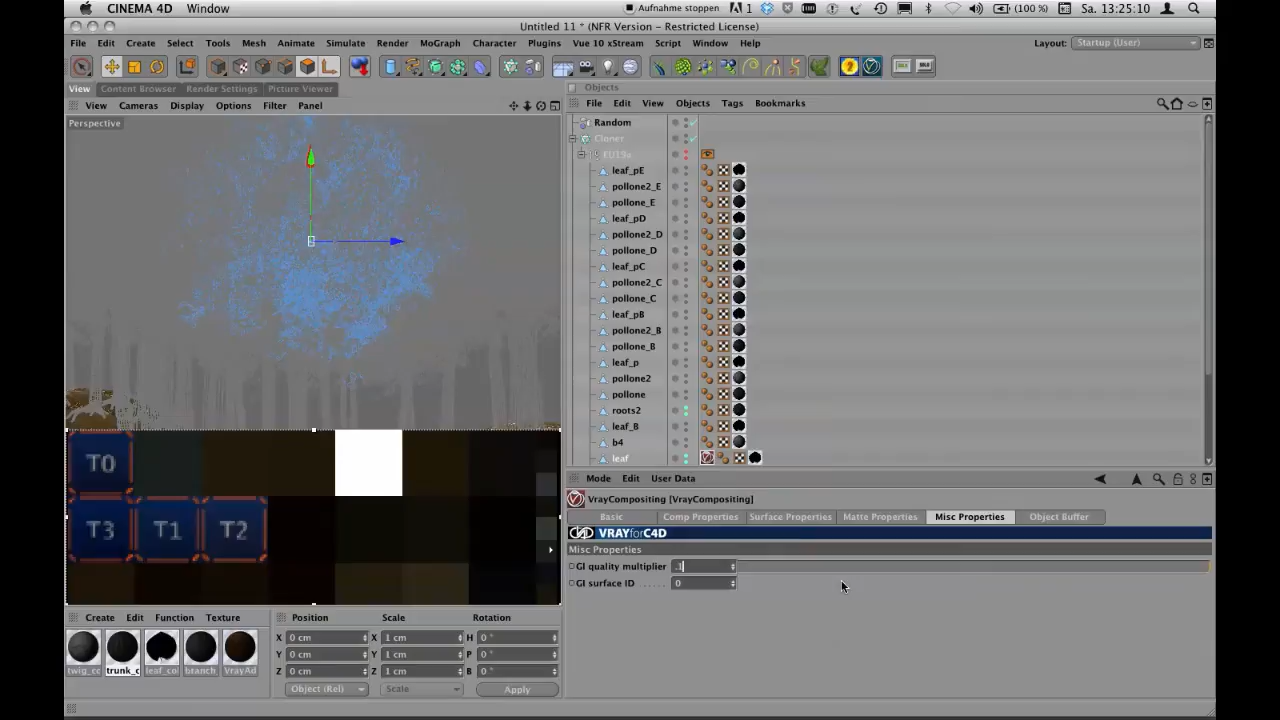 CINEMA 4D Window Aufnahme stoppen 1 (100 %) Sa. 13:25:10
Untitled 11 * (NFR Version - Restricted License)
File Edit Create Select Tools Mesh Animate Simulate Render MoGraph Character Plugins Vue 10 xStream Script Window Help Layout: Startup (User)
View Content Browser Render Settings Picture Viewer
Objects
View Cameras Display Options Filter Panel
File Edit View Objects Tags Bookmarks
Perspective
Random
Cloner
leaf_pE
pollone2_E
pollone_E
leaf_pD
pollone2_D
pollone_D
leaf_pC
pollone2_C
pollone_C
leaf_pB
pollone2_B
pollone_B
leaf_p
pollone2
pollone
roots2
leaf_B
b4
leaf
T0
T3 T1 T2
Mode Edit User Data
VrayCompositing [VrayCompositing]
Basic Comp Properties Surface Properties Matte Properties Misc Properties Object Buffer
VRAYforC4D
Misc Properties
GI quality multiplier .1
GI surface ID ...... 0
Create Edit Function Texture
twig_cc trunk_c leaf_col branch_ VrayAd
Position Scale Rotation
X 0 cm X 1 cm H 0 °
Y 0 cm Y 1 cm P 0 °
Z 0 cm Z 1 cm B 0 °
Object (Rel) Scale Apply